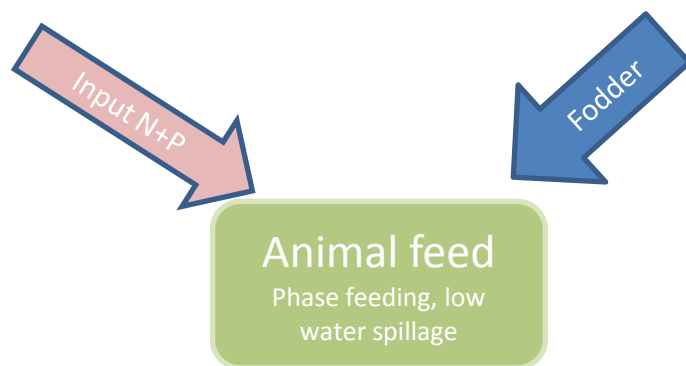 Input N+P
Fodder
Animal feed
Phase feeding, low
water spillage